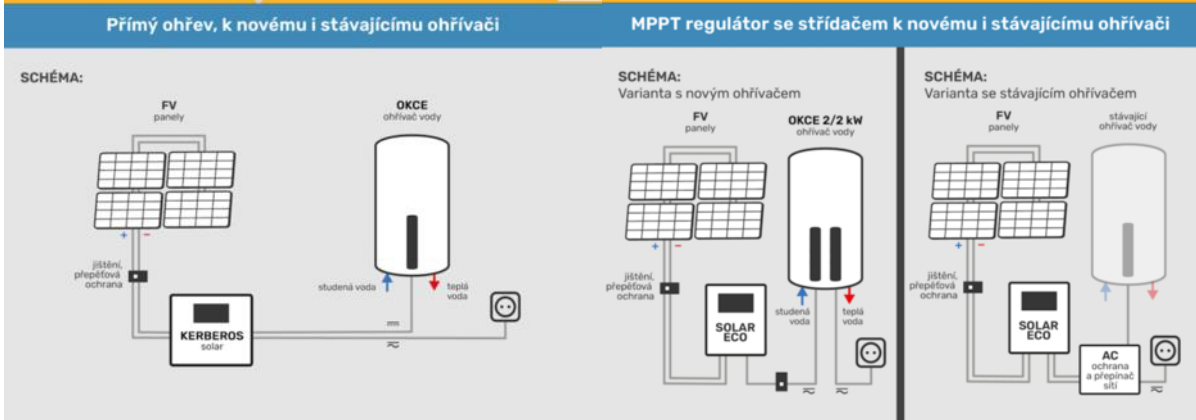 Přímý ohřev, k novému i stávajícímu ohřívači
SCHÉMA:
FV
panely
OKCE
ohřívač vody
+ −
jištění,
přepěťová
ochrana
studená voda
teplá
voda
KERBEROS
solar
MPPT regulátor se střídačem k novému i stávajícímu ohřívači
SCHÉMA:
Varianta s novým ohřívačem
FV
panely
OKCE 2/2 kW
ohřívač vody
+ −
jištění,
přepěťová
ochrana
studená
voda
teplá
voda
SOLAR
ECO
SCHÉMA:
Varianta se stávajícím ohřívačem
FV
panely
stávající
ohřívač vody
+ −
jištění,
přepěťová
ochrana
SOLAR
ECO
AC
ochrana
a přepínač
sítí